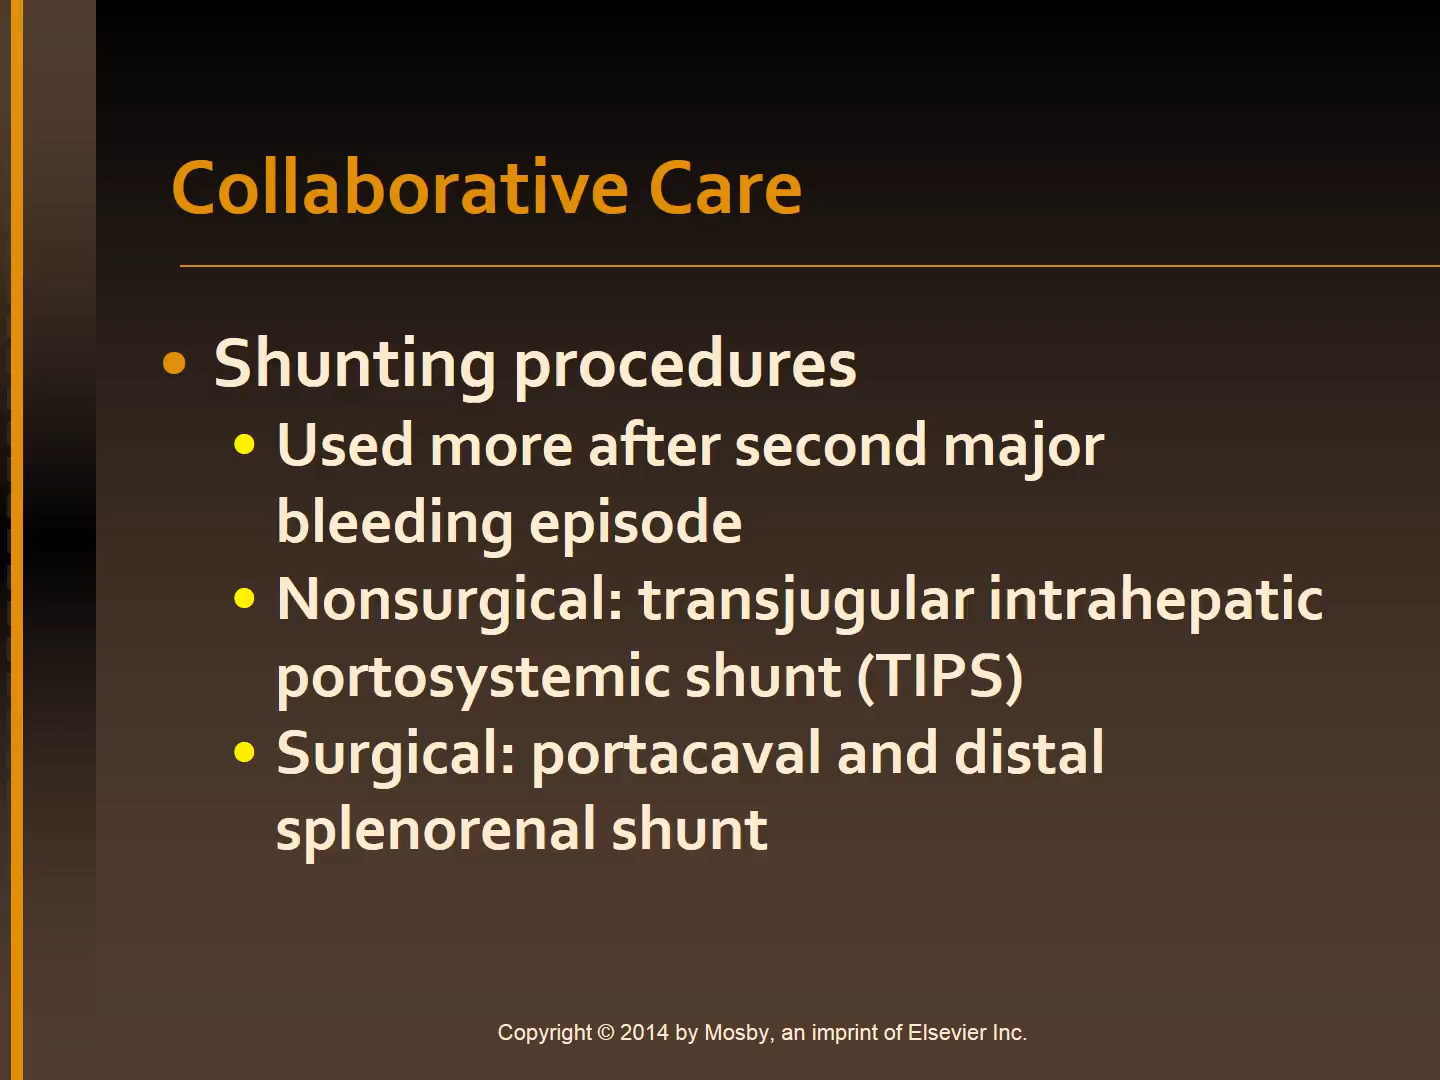 Collaborative Care
• Shunting procedures
• Used more after second major
bleeding episode
• Nonsurgical: transjugular intrahepatic
portosystemic shunt (TIPS)
• Surgical: portacaval and distal
splenorenal shunt
Copyright © 2014 by Mosby, an imprint of Elsevier Inc.